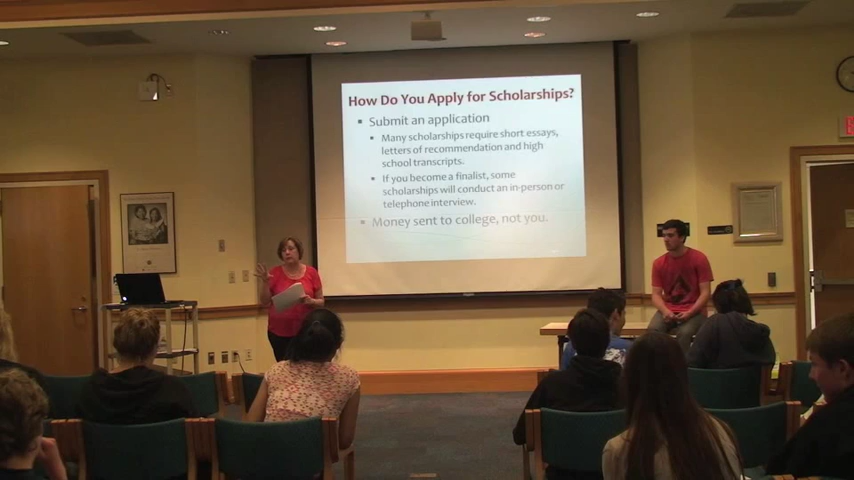 How Do You Apply for Scholarships?
▪ Submit an application
▪ Many scholarships require short essays,
letters of recommendation and high
school transcripts.
▪ If you become a finalist, some
scholarships will conduct an in-person or
telephone interview.
▪ Money sent to college, not you.